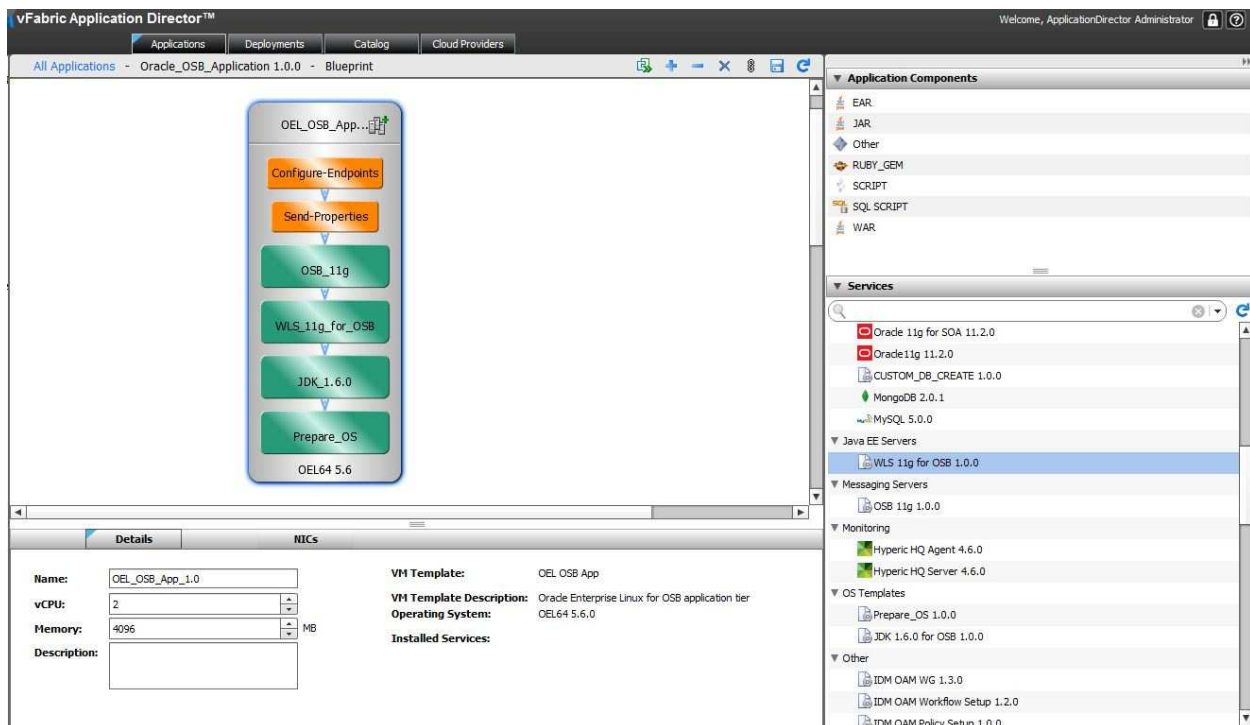 vFabric Application Director™
Welcome, ApplicationDirector Administrator
Applications Deployments Catalog Cloud Providers
All Applications - Oracle_OSB_Application 1.0.0 - Blueprint
OEL_OSB_App...
Configure-Endpoints
Send-Properties
OSB_11g
WLS_11g_for_OSB
JDK_1.6.0
Prepare_OS
OEL64 5.6
Details NICs
Name: OEL_OSB_App_1.0
vCPU: 2
Memory: 4096 MB
Description:
VM Template: OEL OSB App
VM Template Description: Orade Enterprise Linux for OSB application tier
Operating System: OEL64 5.6.0
Installed Services:
Application Components
EAR
JAR
Other
RUBY_GEM
SCRIPT
SQL SCRIPT
WAR
Services
Oracle 11g for SOA 11.2.0
Oracle11g 11.2.0
CUSTOM_DB_CREATE 1.0.0
MongoDB 2.0.1
MySQL 5.0.0
Java EE Servers
WLS 11g for OSB 1.0.0
Messaging Servers
OSB 11g 1.0.0
Monitoring
Hyperic HQ Agent 4.6.0
Hyperic HQ Server 4.6.0
OS Templates
Prepare_OS 1.0.0
JDK 1.6.0 for OSB 1.0.0
Other
IDM OAM WG 1.3.0
IDM OAM Workflow Setup 1.2.0
IDM OAM Policy Setup 1.0.0